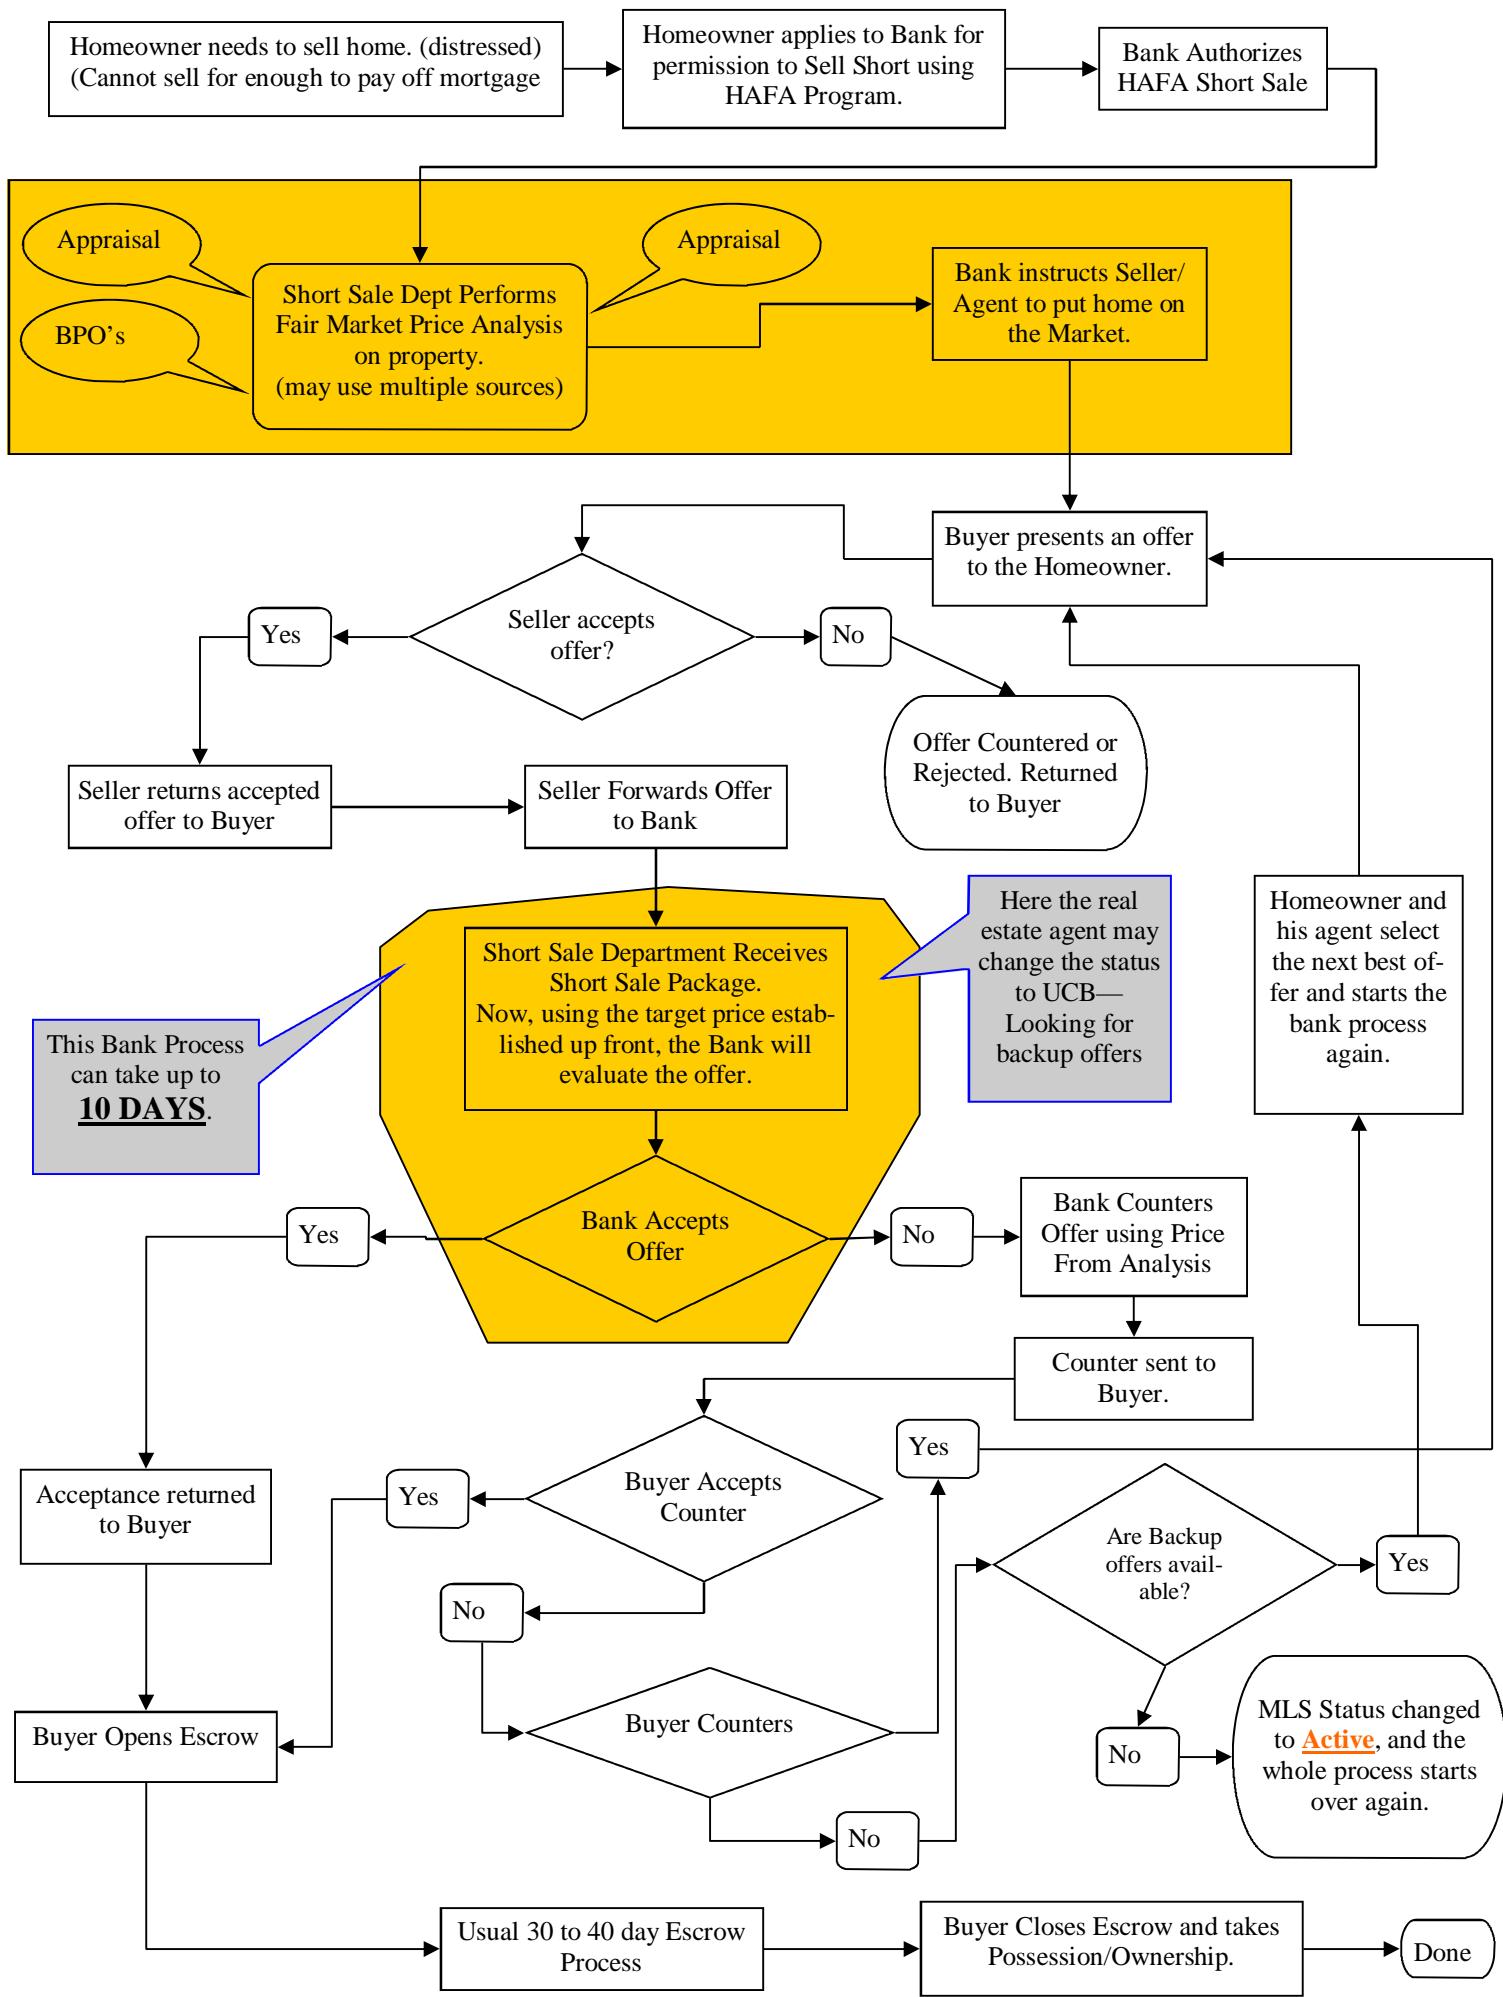 Homeowner needs to sell home. (distressed)
(Cannot sell for enough to pay off mortgage
Homeowner applies to Bank for
permission to Sell Short using
HAFA Program.
Bank Authorizes
HAFA Short Sale
Appraisal
BPO’s
Short Sale Dept Performs
Fair Market Price Analysis
on property.
(may use multiple sources)
Appraisal
Bank instructs Seller/
Agent to put home on
the Market.
Buyer presents an offer
to the Homeowner.
Seller accepts
offer?
Yes
No
Offer Countered or
Rejected. Returned
to Buyer
Seller returns accepted
offer to Buyer
Seller Forwards Offer
to Bank
Short Sale Department Receives
Short Sale Package.
Now, using the target price estab-
lished up front, the Bank will
evaluate the offer.
Here the real
estate agent may
change the status
to UCB—
Looking for
backup offers
Homeowner and
his agent select
the next best of-
fer and starts the
bank process
again.
This Bank Process
can take up to
10 DAYS.
Bank Accepts
Offer
Yes
No
Bank Counters
Offer using Price
From Analysis
Counter sent to
Buyer.
Buyer Accepts
Counter
Yes
Yes
Acceptance returned
to Buyer
Are Backup
offers avail-
able?
Yes
No
Buyer Counters
Buyer Opens Escrow
No
No
MLS Status changed
to Active, and the
whole process starts
over again.
Usual 30 to 40 day Escrow
Process
Buyer Closes Escrow and takes
Possession/Ownership.
Done